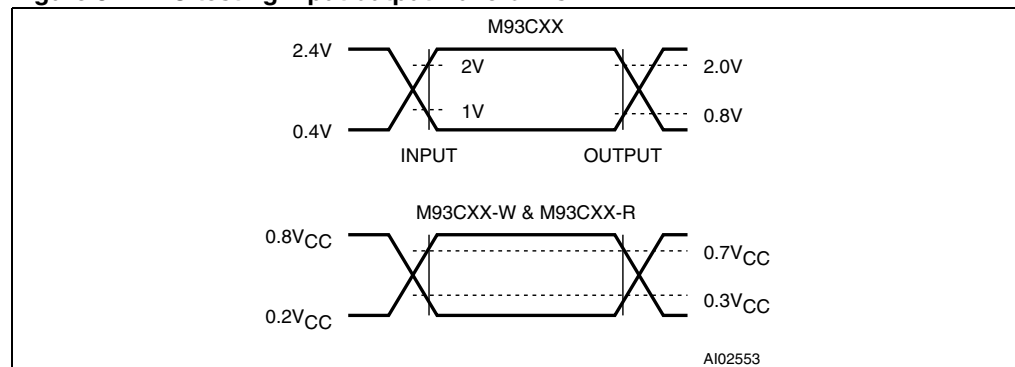 M93CXX
2.4V
2V
2.0V
1V
0.8V
0.4V
INPUT
OUTPUT
M93CXX-W & M93CXX-R
0.8VCC
0.7VCC
0.3VCC
0.2VCC
AI02553